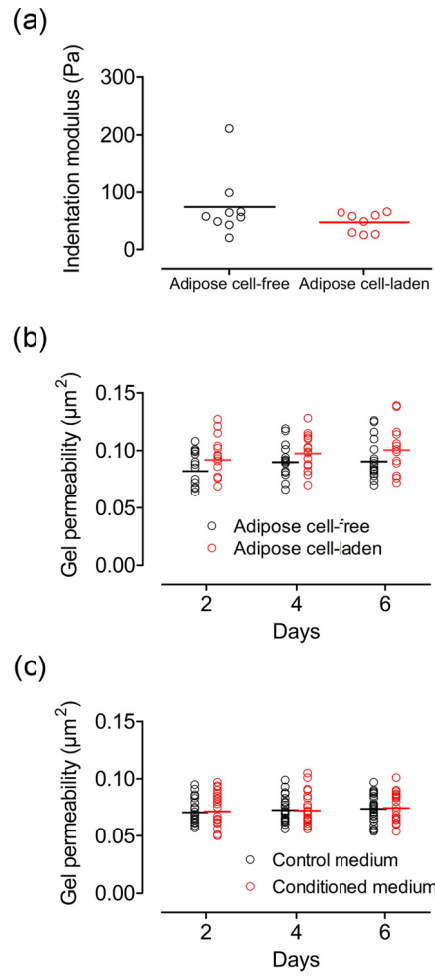 (a)
Indentation modulus (Pa)
300
200
100
0
Adipose cell-free
Adipose cell-laden
(b)
Gel permeability (µm²)
0.15
0.10
0.05
0.00
Adipose cell-free
Adipose cell-laden
2
4
6
Days
(c)
Gel permeability (µm²)
0.15
0.10
0.05
0.00
Control medium
Conditioned medium
2
4
6
Days